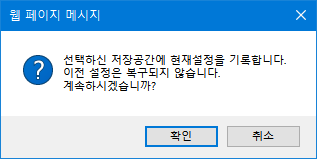 웹 페이지 메시지
선택하신 저장공간에 현재설정을 기록합니다.
이전 설정은 복구되지 않습니다.
계속하시겠습니까?
확인
취소